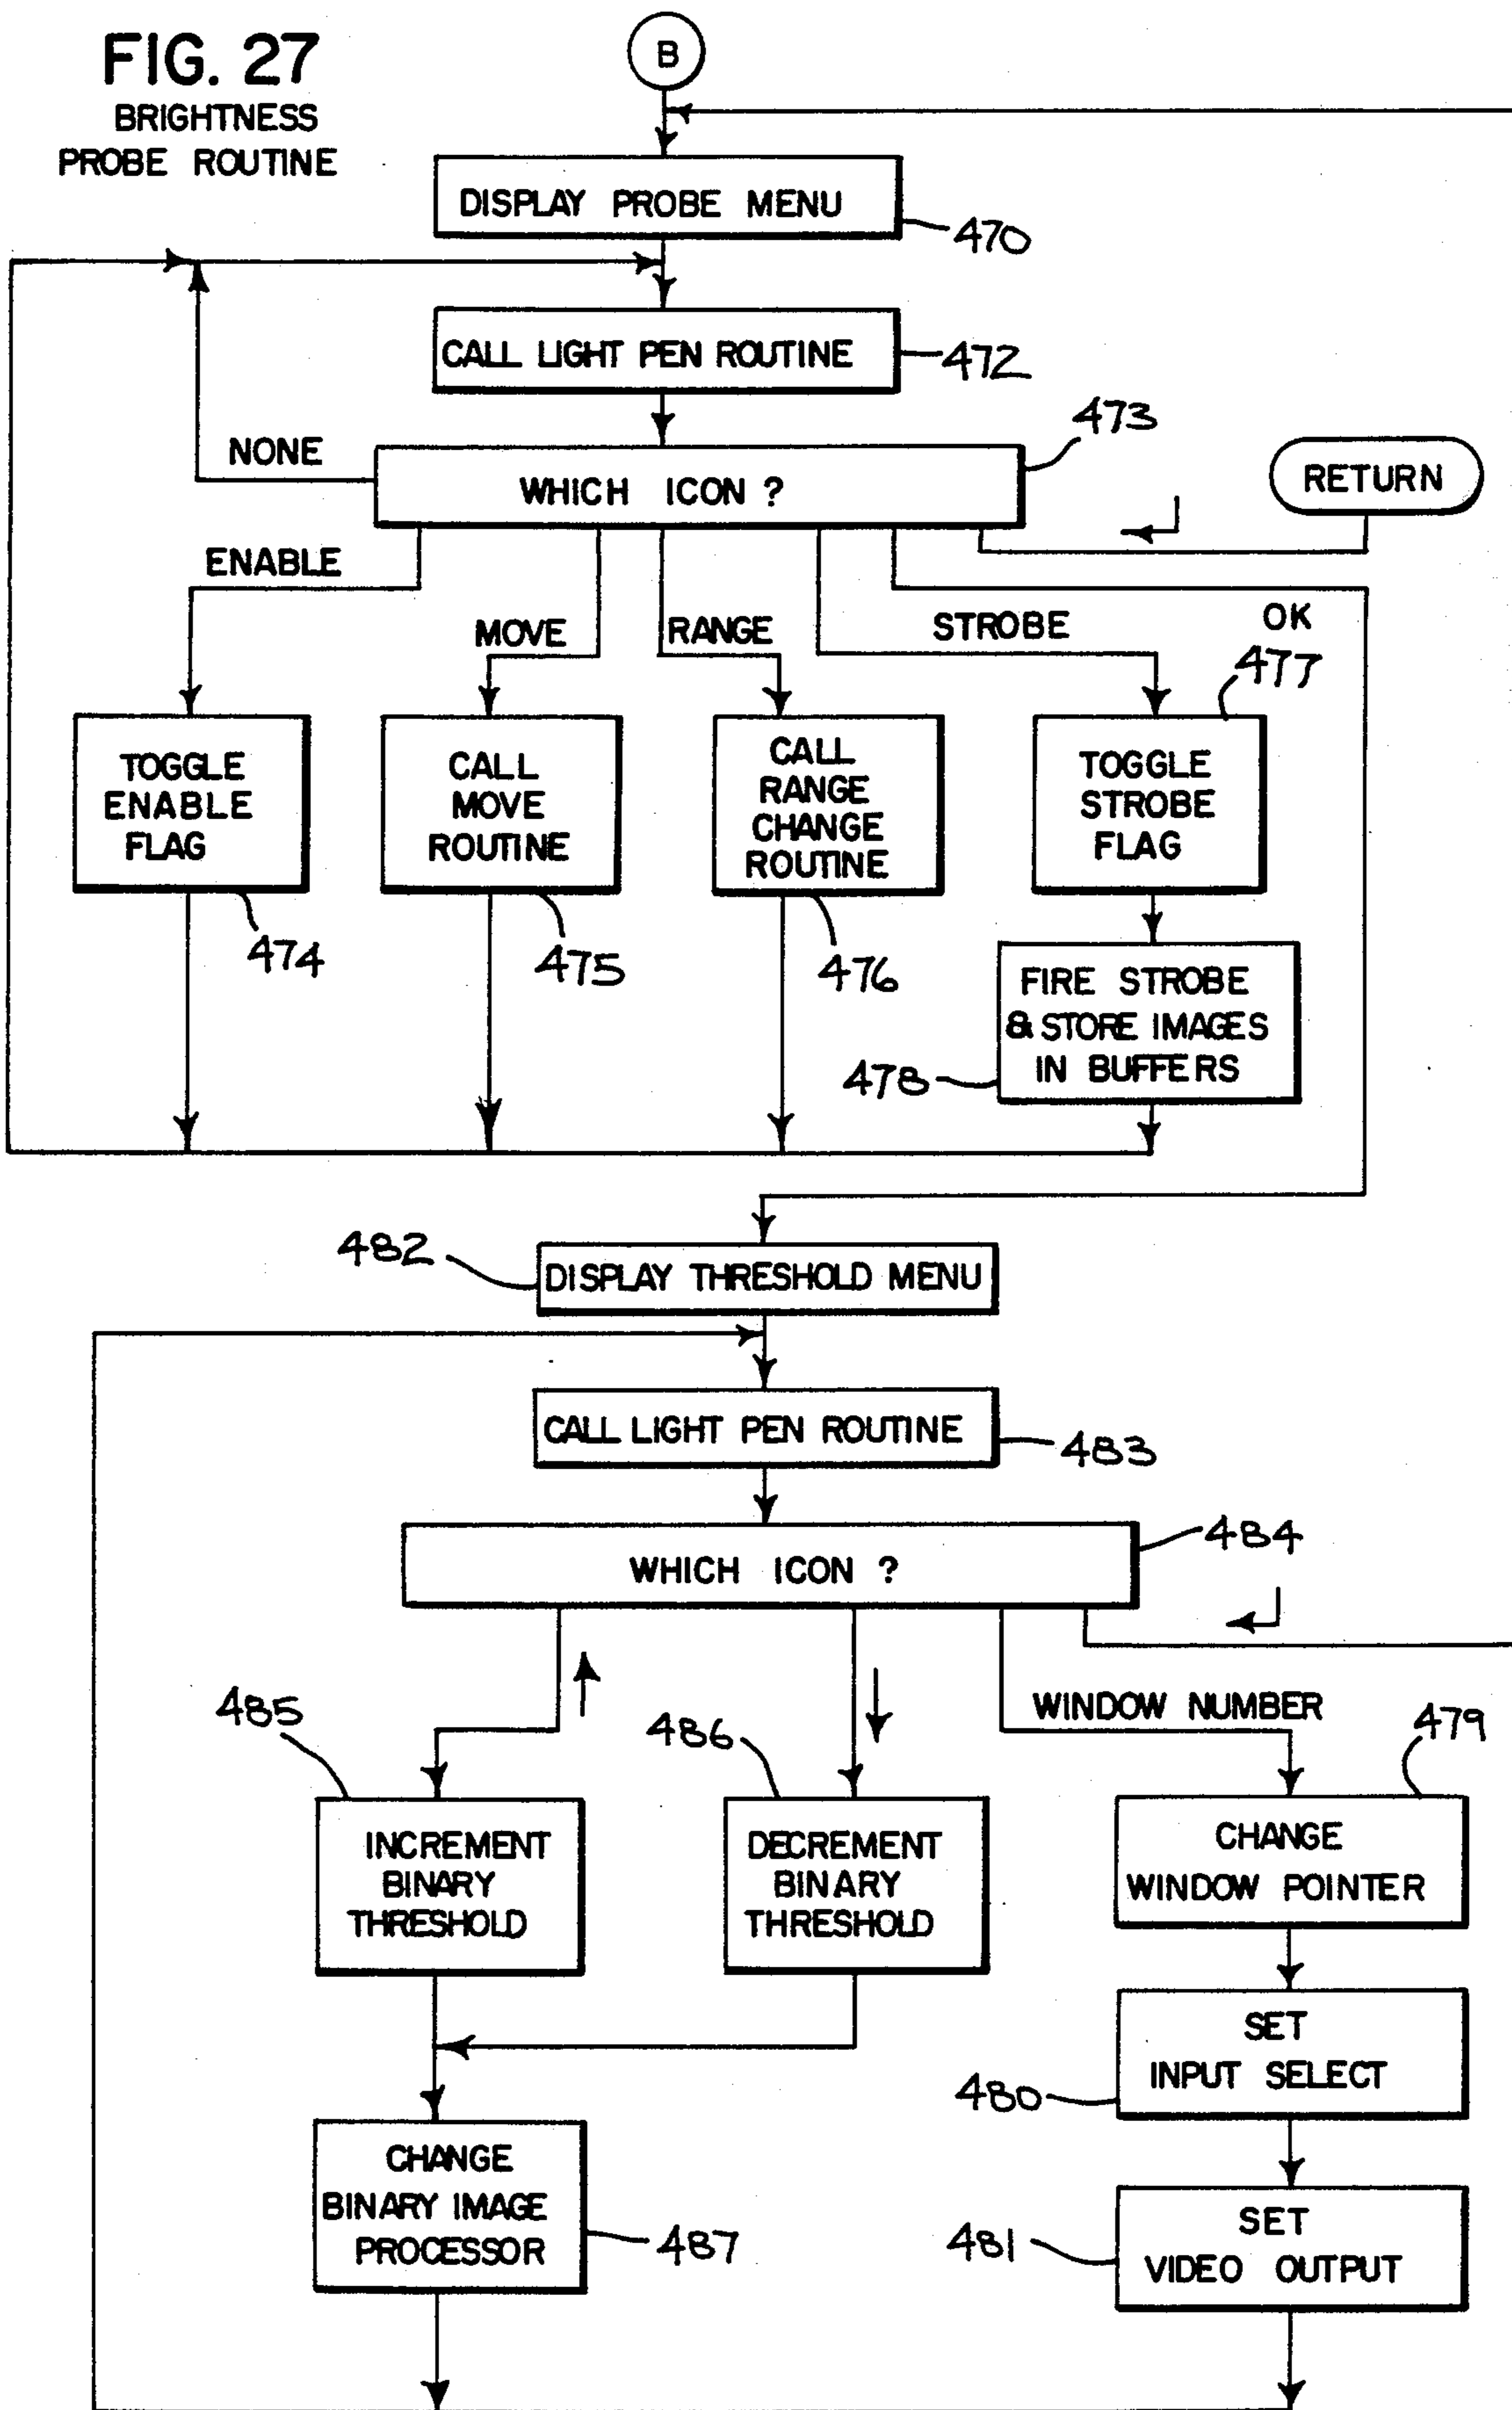 FIG. 27
BRIGHTNESS
PROBE ROUTINE
B
DISPLAY PROBE MENU
470
CALL LIGHT PEN ROUTINE
472
473
NONE
WHICH ICON ?
RETURN
ENABLE
MOVE
RANGE
STROBE
OK
477
TOGGLE
ENABLE
FLAG
CALL
MOVE
ROUTINE
CALL
RANGE
CHANGE
ROUTINE
TOGGLE
STROBE
FLAG
474
475
476
FIRE STROBE
& STORE IMAGES
IN BUFFERS
478
482
DISPLAY THRESHOLD MENU
CALL LIGHT PEN ROUTINE
483
484
WHICH ICON ?
485
486
WINDOW NUMBER
479
INCREMENT
BINARY
THRESHOLD
DECREMENT
BINARY
THRESHOLD
CHANGE
WINDOW POINTER
SET
INPUT SELECT
480
CHANGE
BINARY IMAGE
PROCESSOR
487
SET
VIDEO OUTPUT
481